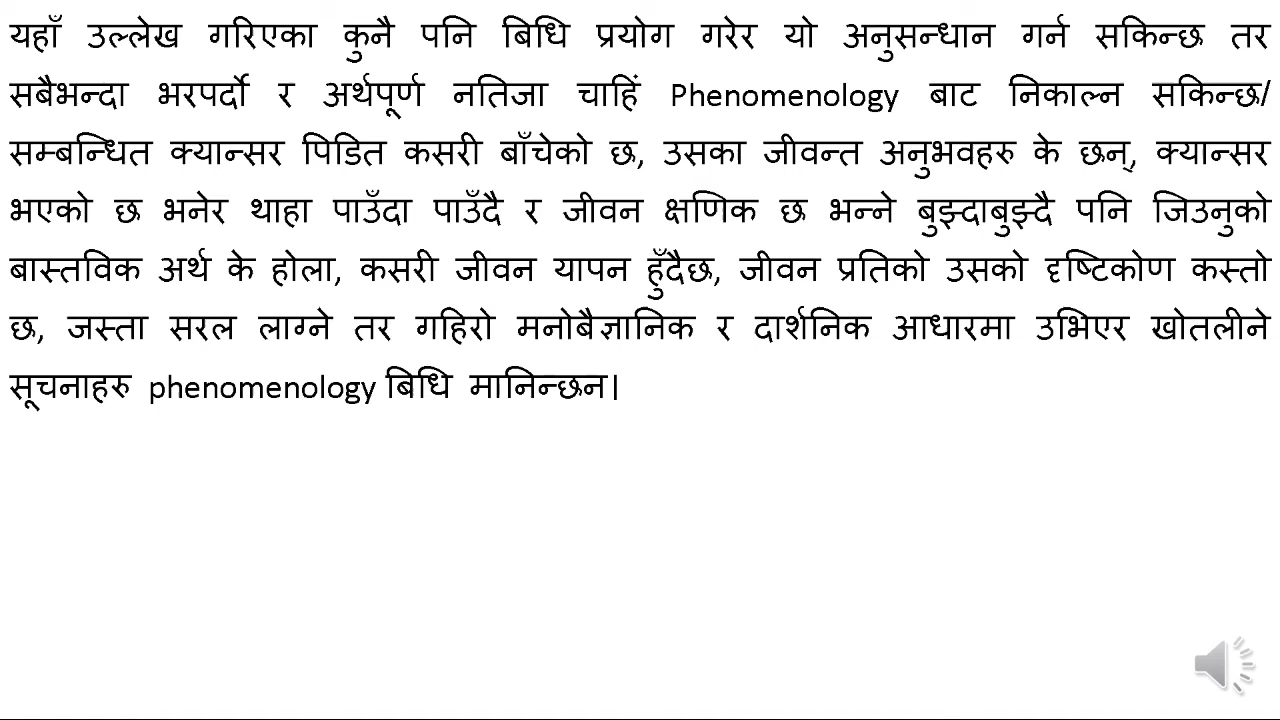 यहाँ उल्लेख गरिएका कुनै पनि बिधि प्रयोग गरेर यो अनुसन्धान गर्न सकिन्छ तर
सबैभन्दा भरपर्दो र अर्थपूर्ण नतिजा चाहिं Phenomenology बाट निकाल्न सकिन्छ/
सम्बन्धित क्यान्सर पिडित कसरी बाँचेको छ, उसका जीवन्त अनुभवहरु के छन्, क्यान्सर
भएको छ भनेर थाहा पाउँदा पाउँदै र जीवन क्षणिक छ भन्ने बुझ्दाबुझ्दै पनि जिउनुको
बास्तविक अर्थ के होला, कसरी जीवन यापन हुँदैछ, जीवन प्रतिको उसको दृष्टिकोण कस्तो
छ, जस्ता सरल लाग्ने तर गहिरो मनोबैज्ञानिक र दार्शनिक आधारमा उभिएर खोतलीने
सूचनाहरु phenomenology बिधि मानिन्छन।